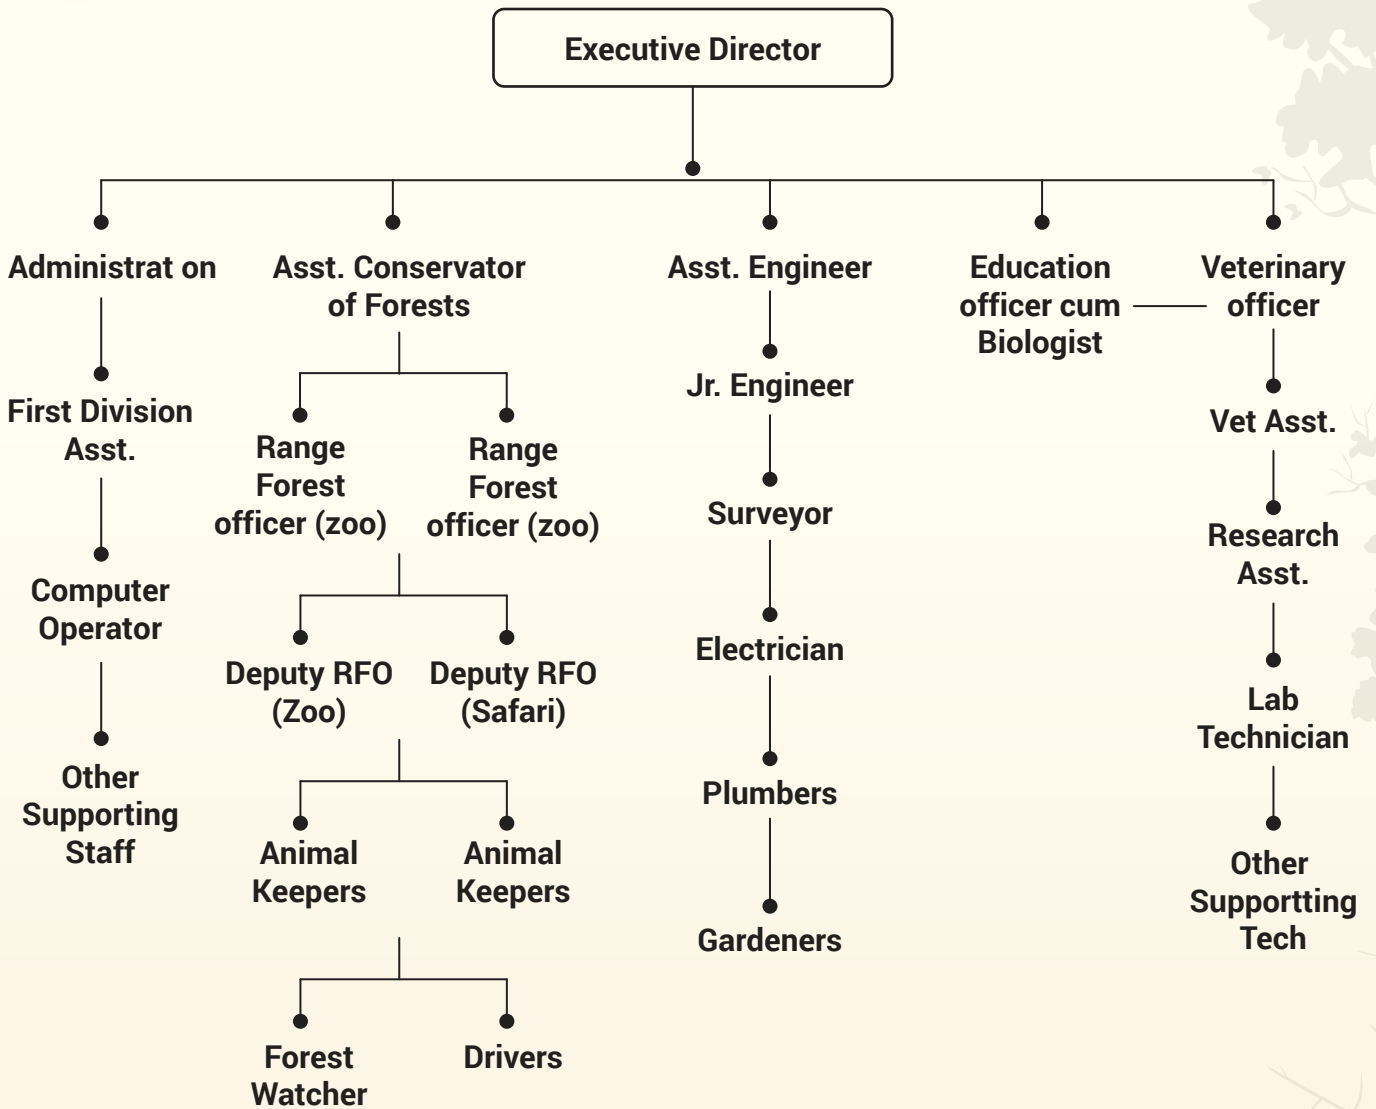 Executive Director
Administrat on
First Division
Asst.
Computer
Operator
Other
Supporting
Staff
Asst. Conservator
of Forests
Range
Forest
officer (zoo)
Range
Forest
officer (zoo)
Deputy RFO
(Zoo)
Deputy RFO
(Safari)
Animal
Keepers
Animal
Keepers
Forest
Watcher
Drivers
Asst. Engineer
Jr. Engineer
Surveyor
Electrician
Plumbers
Gardeners
Education
officer cum
Biologist
Veterinary
officer
Vet Asst.
Research
Asst.
Lab
Technician
Other
Supportting
Tech